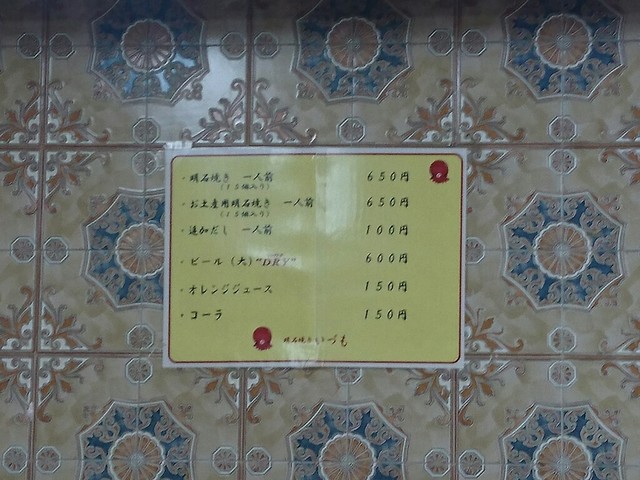 ・明石焼き 一人前 650円
(15個入り)
・お土産用明石焼き 一人前 650円
(15個入り)
・追加だし 一人前 100円
・ビール（大）"DRY" 600円
・オレンジジュース 150円
・コーラ 150円
明石焼き いづも